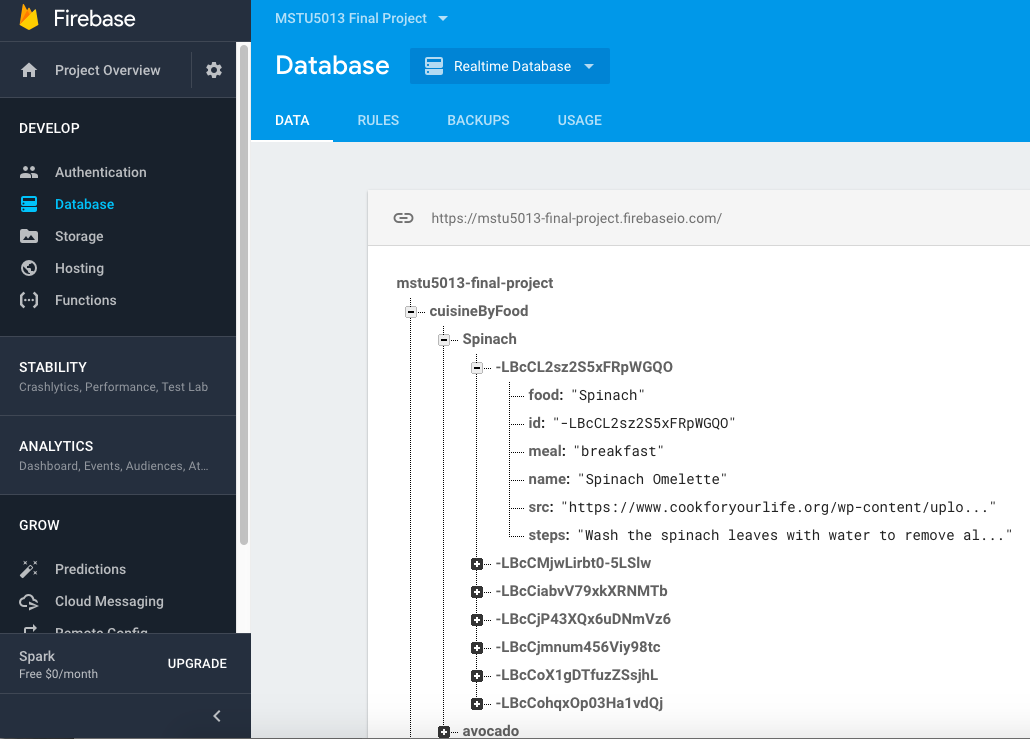 Firebase
MSTU5013 Final Project
Project Overview
Database
Realtime Database
DATA RULES BACKUPS USAGE
DEVELOP
Authentication
Database
Storage
Hosting
Functions
STABILITY
Crashlytics, Performance, Test Lab
ANALYTICS
Dashboard, Events, Audiences, At...
GROW
Predictions
Cloud Messaging
Remote Config
Spark
Free $0/month
UPGRADE
https://mstu5013-final-project.firebaseio.com/
mstu5013-final-project
cuisineByFood
Spinach
-LBcCL2sz2S5xFRpWGQO
food: "Spinach"
id: "-LBcCL2sz2S5xFRpWGQO"
meal: "breakfast"
name: "Spinach Omelette"
src: "https://www.cookforyourlife.org/wp-content/uplo..."
steps: "Wash the spinach leaves with water to remove al..."
-LBcCMjwLirbt0-5LSlw
-LBcCiabvV79xkXRNMTb
-LBcCjP43XQx6uDNmVz6
-LBcCjmnum456Viy98tc
-LBcCoX1gDTfuzZSsjhL
-LBcCohqxOp03Ha1vdQj
avocado